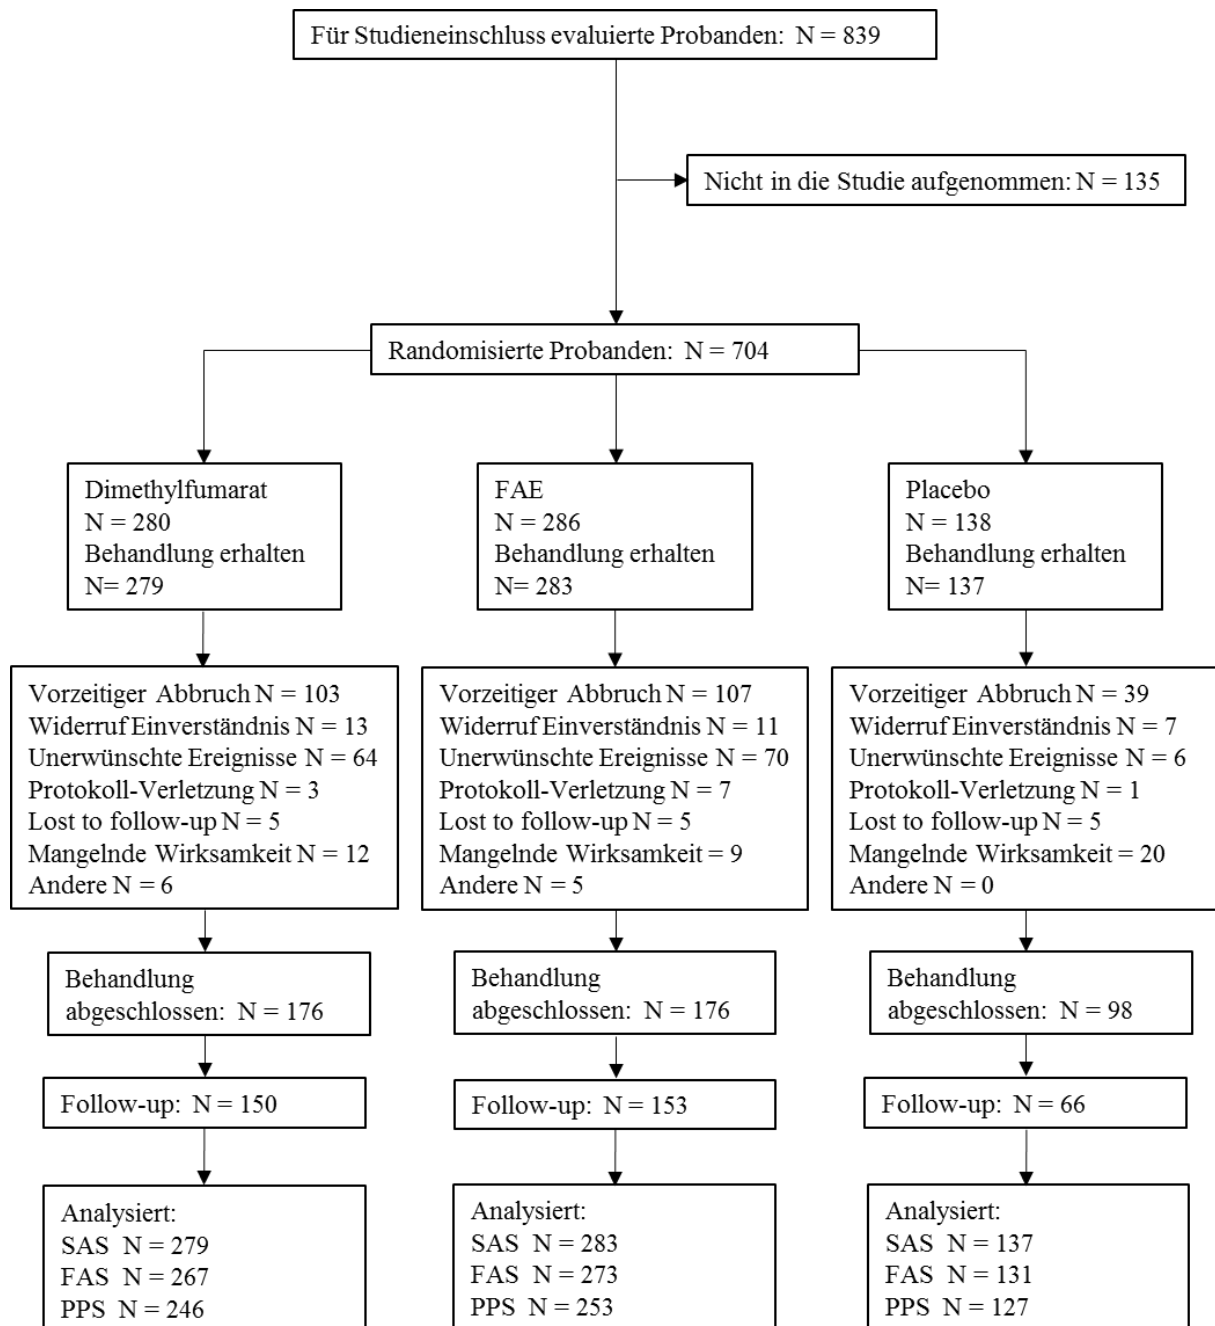 Für Studieneinschluss evaluierte Probanden: N = 839
Nicht in die Studie aufgenommen: N = 135
Randomisierte Probanden: N = 704
Dimethylfumarat
N = 280
Behandlung erhalten
N= 279
FAE
N = 286
Behandlung erhalten
N= 283
Placebo
N = 138
Behandlung erhalten
N= 137
Vorzeitiger Abbruch N = 103
Widerruf Einverständnis N = 13
Unerwünschte Ereignisse N = 64
Protokoll-Verletzung N = 3
Lost to follow-up N = 5
Mangelnde Wirksamkeit N = 12
Andere N = 6
Vorzeitiger Abbruch N = 107
Widerruf Einverständnis N = 11
Unerwünschte Ereignisse N = 70
Protokoll-Verletzung N = 7
Lost to follow-up N = 5
Mangelnde Wirksamkeit = 9
Andere N = 5
Vorzeitiger Abbruch N = 39
Widerruf Einverständnis N = 7
Unerwünschte Ereignisse N = 6
Protokoll-Verletzung N = 1
Lost to follow-up N = 5
Mangelnde Wirksamkeit = 20
Andere N = 0
Behandlung
abgeschlossen: N = 176
Behandlung
abgeschlossen: N = 176
Behandlung
abgeschlossen: N = 98
Follow-up: N = 150
Follow-up: N = 153
Follow-up: N = 66
Analysiert:
SAS N = 279
FAS N = 267
PPS N = 246
Analysiert:
SAS N = 283
FAS N = 273
PPS N = 253
Analysiert:
SAS N = 137
FAS N = 131
PPS N = 127